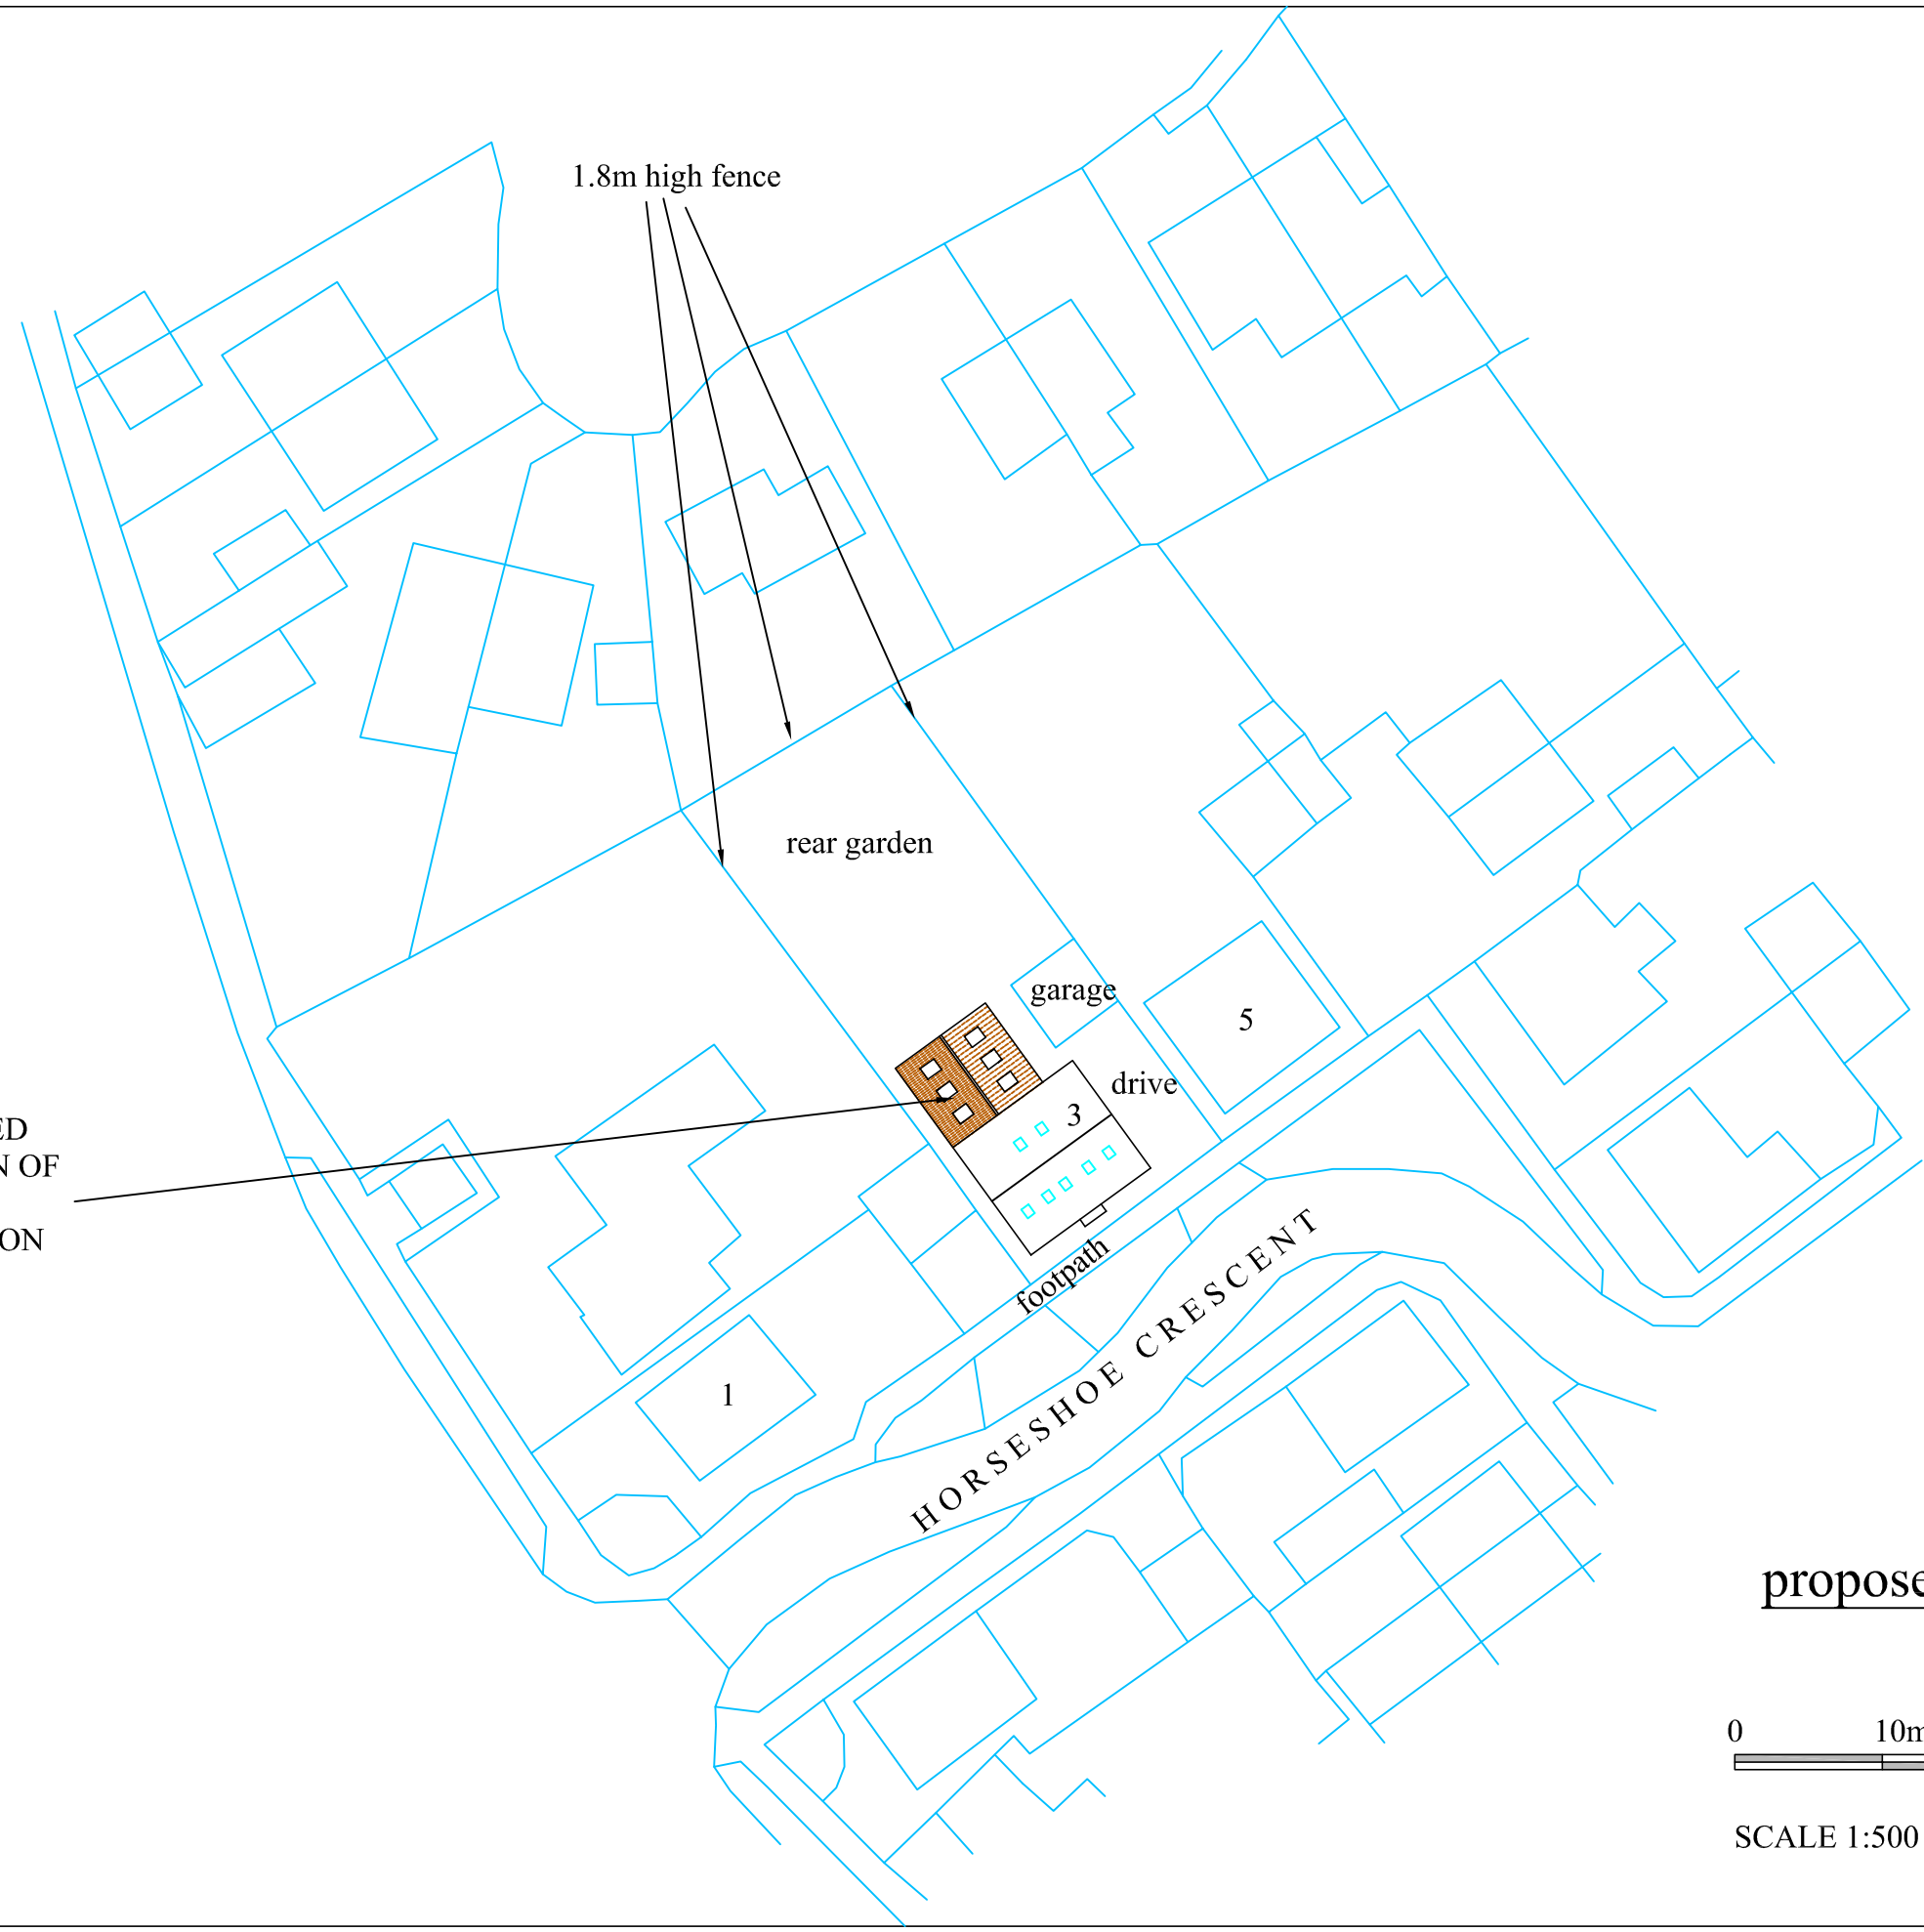 1.8m high fence
rear garden
garage
5
drive
3
ED
N OF
ON
footpath
HORSESHOE CRESCENT
1
propose
0 10m
SCALE 1:500